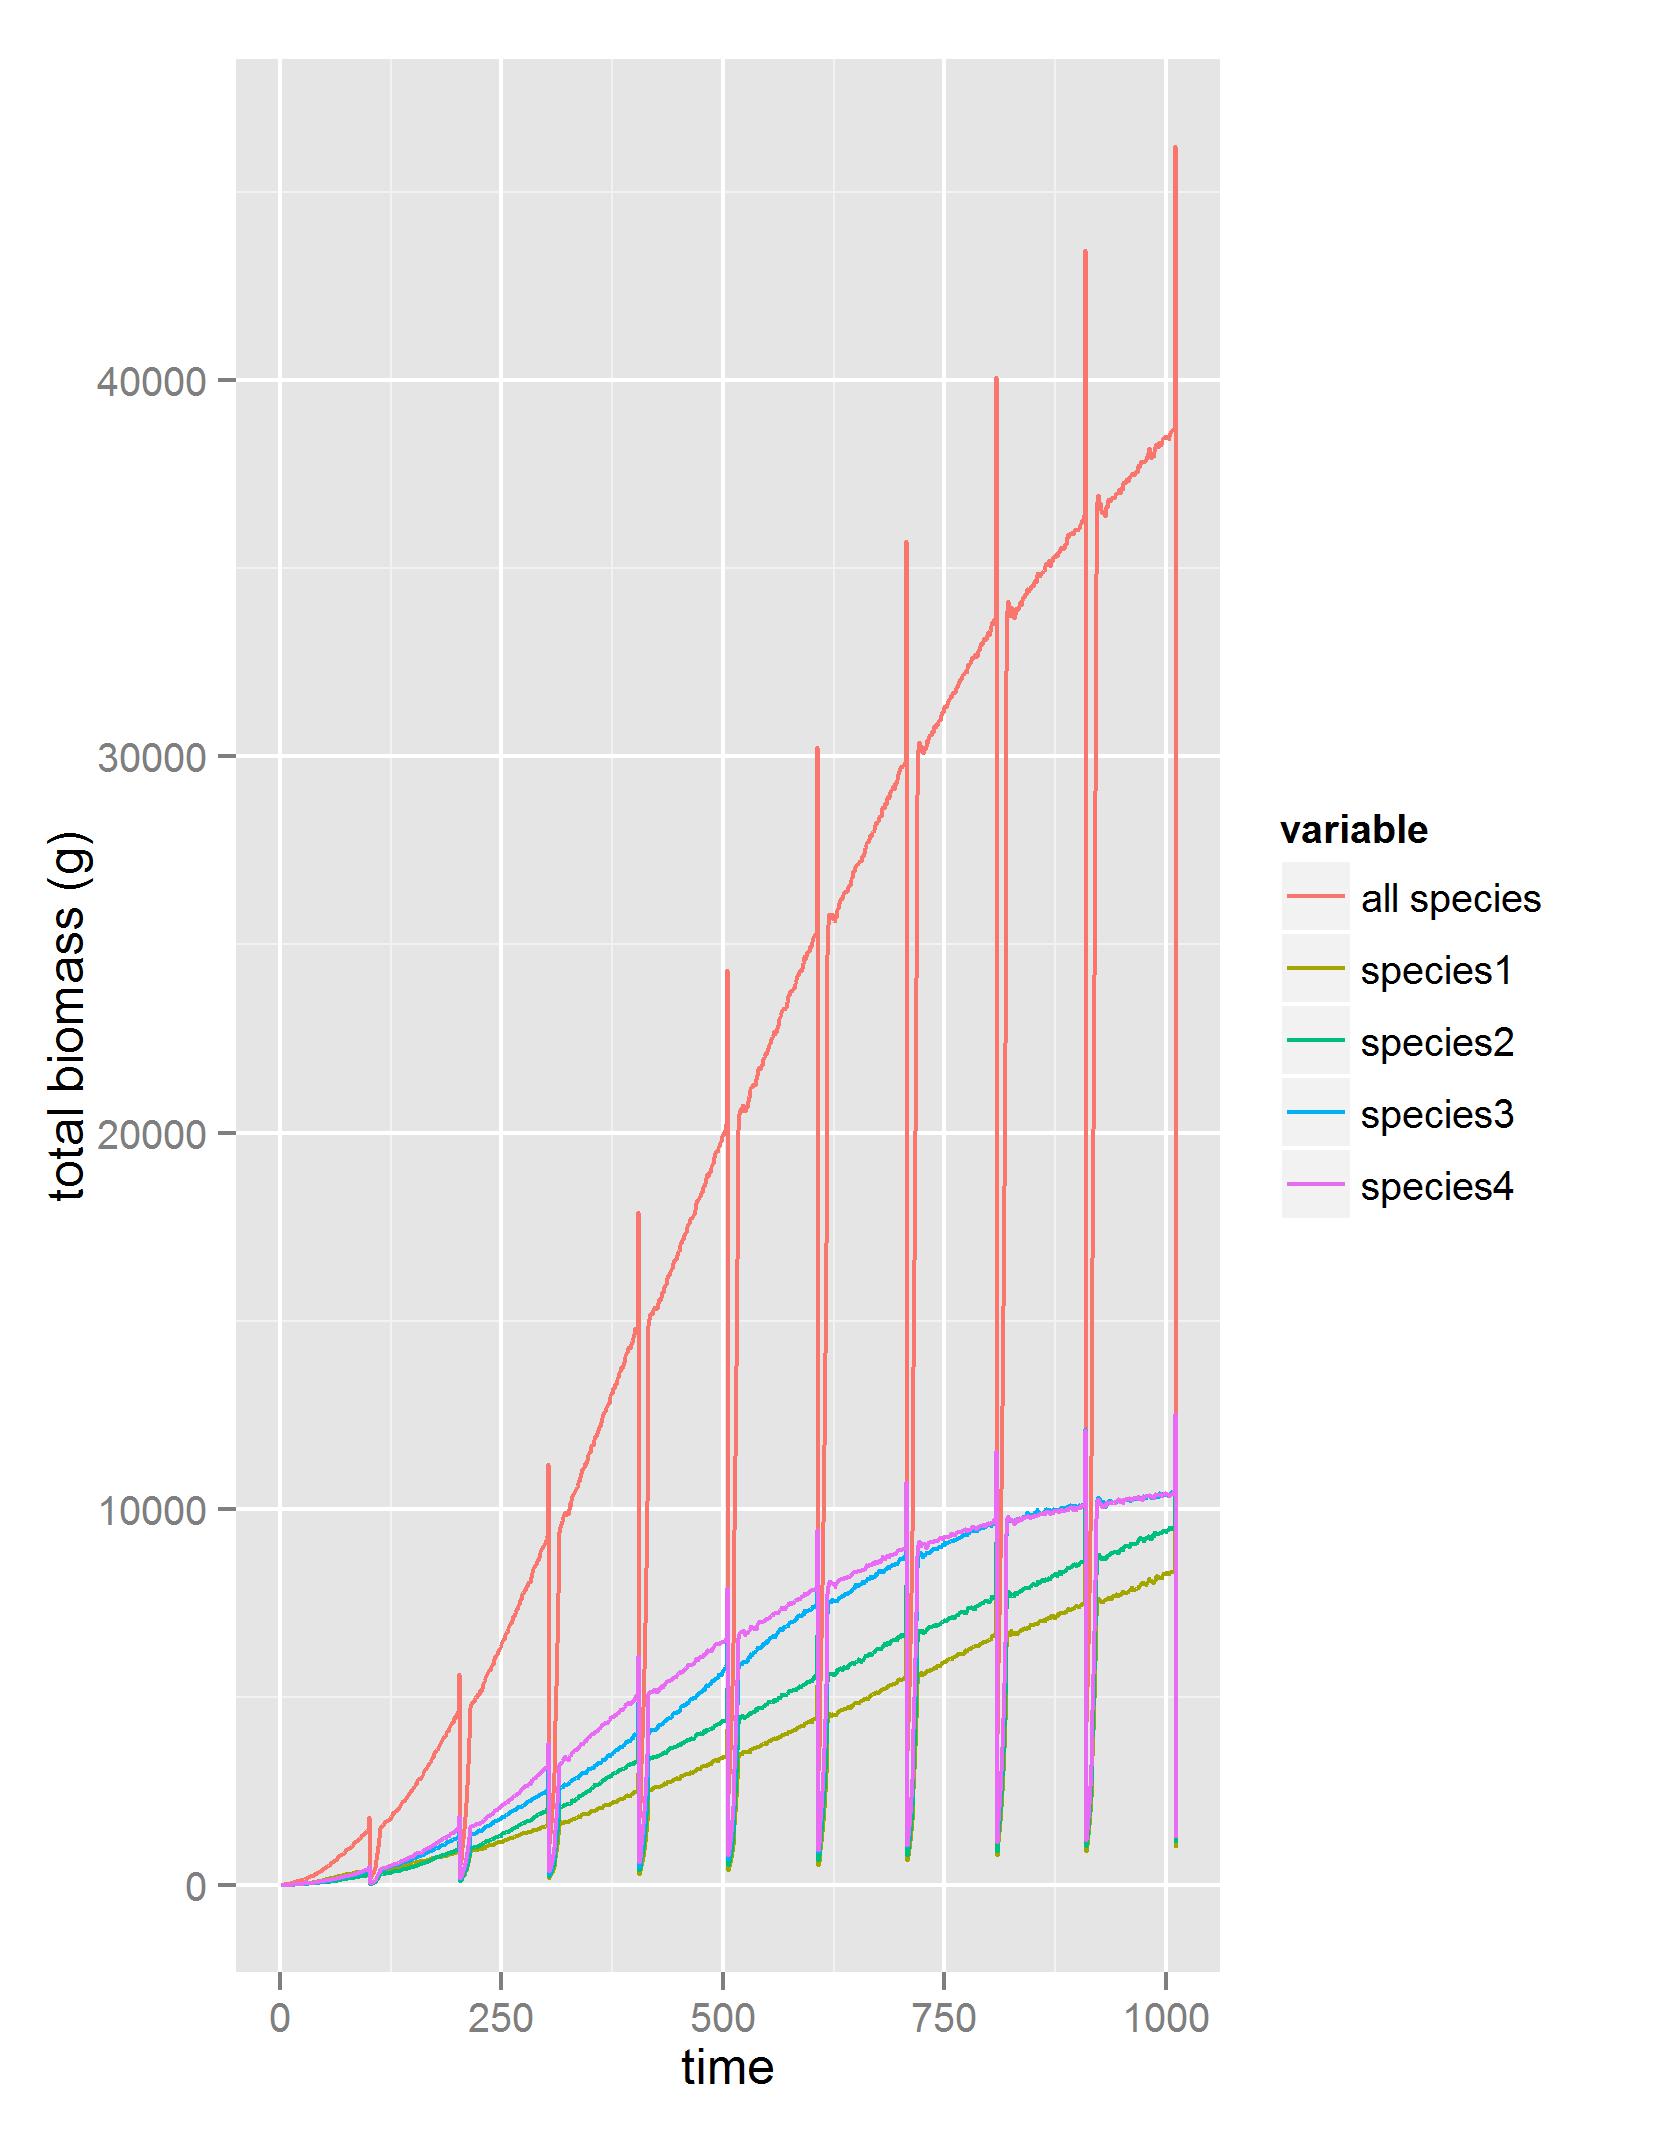 total biomass (g)
40000
30000
20000
10000
0
0 250 500 750 1000
time
variable
all species
species1
species2
species3
species4